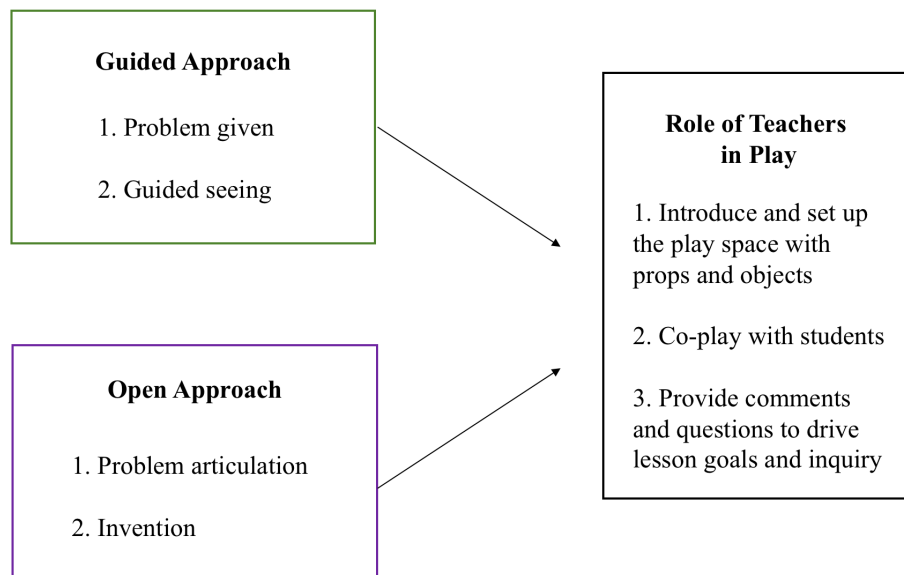 Guided Approach
1. Problem given
2. Guided seeing
Open Approach
1. Problem articulation
2. Invention
Role of Teachers
in Play
1. Introduce and set up
the play space with
props and objects
2. Co-play with students
3. Provide comments
and questions to drive
lesson goals and inquiry